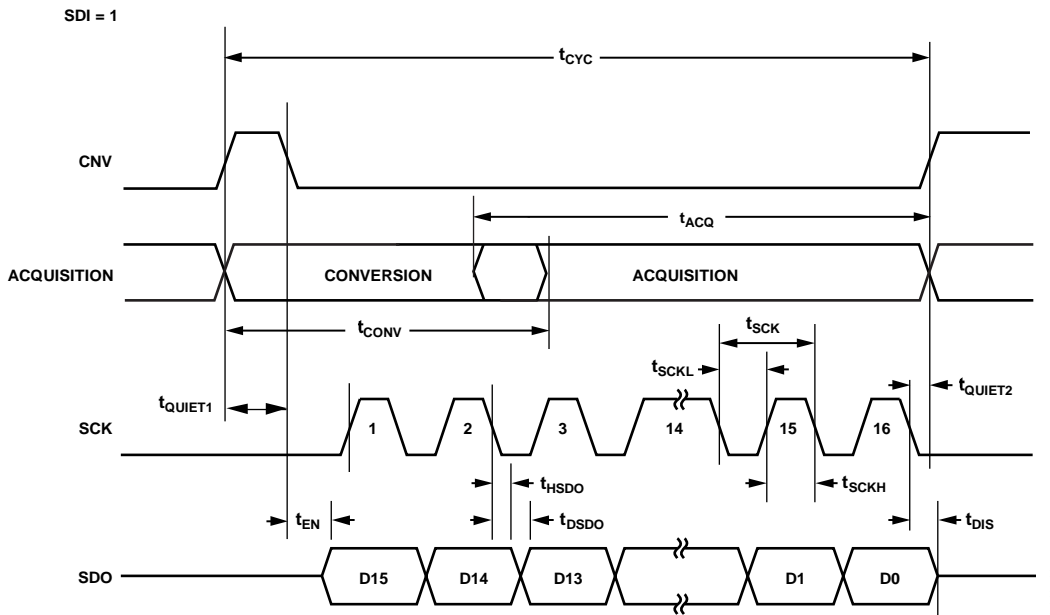 SDI = 1
tCYC
CNV
tACQ
ACQUISITION
CONVERSION
ACQUISITION
tCONV
tSCK
tSCKL
tQUIET1
tQUIET2
SCK
1
2
3
14
15
16
tHSDO
tSCKH
tEN
tDSDO
tDIS
SDO
D15
D14
D13
D1
D0